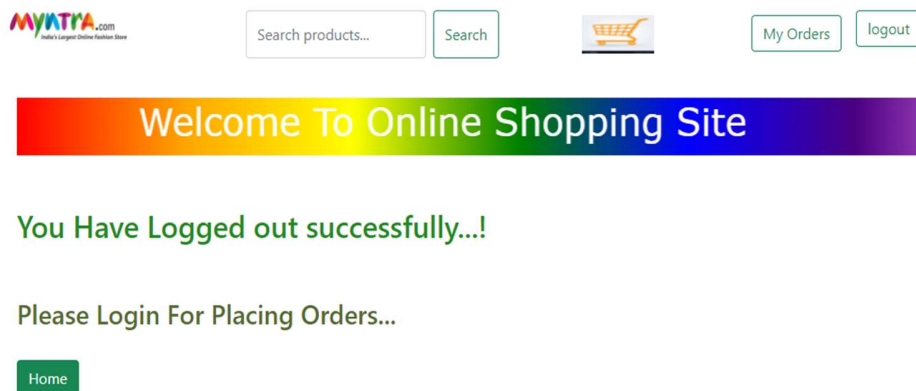 MYNTRA.com
India's Largest Online Fashion Store
Search products...
Search
My Orders
logout
Welcome To Online Shopping Site
You Have Logged out successfully...!
Please Login For Placing Orders...
Home